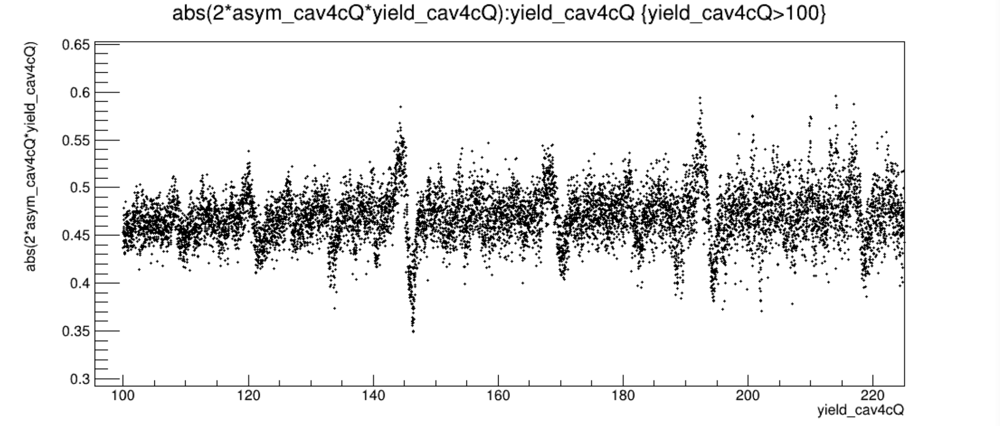 abs(2*asym_cav4cQ*yield_cav4cQ):yield_cav4cQ {yield_cav4cQ>100}
abs(2*asym_cav4cQ*yield_cav4cQ)
0.65
0.6
0.55
0.5
0.45
0.4
0.35
0.3
100 120 140 160 180 200 220
yield_cav4cQ